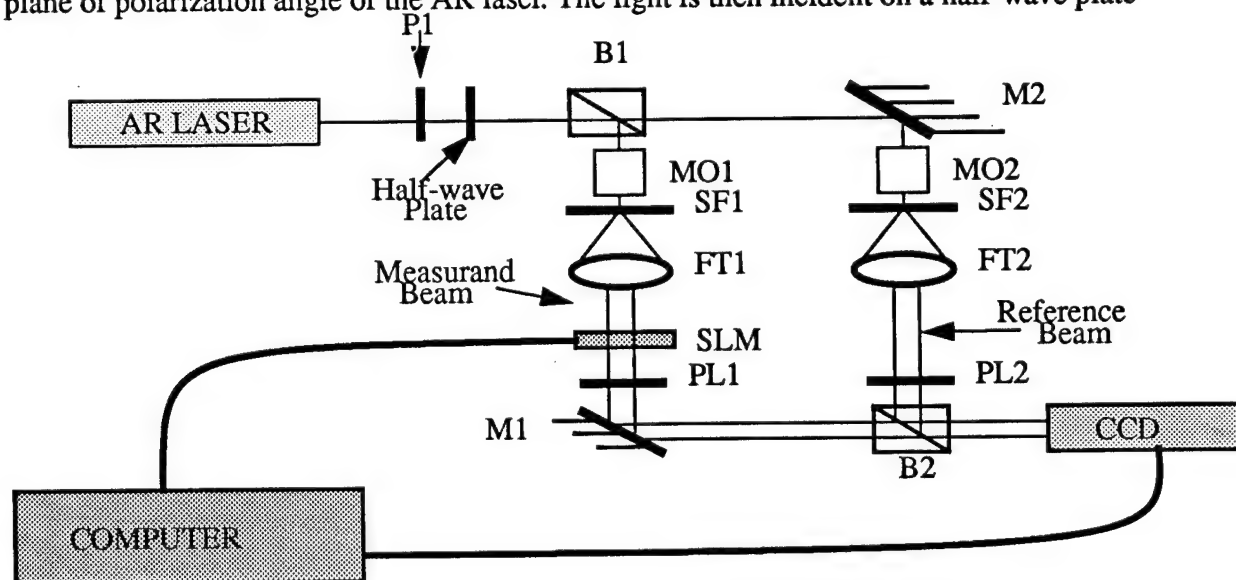 plane of polarization angle of the AR laser. The light is then incident on a half-wave plate
P1
B1
M2
AR LASER
MO1
MO2
Half-wave
Plate
SF1
SF2
FT1
FT2
Measurand
Beam
Reference
Beam
SLM
PL1
PL2
M1
CCD
B2
COMPUTER